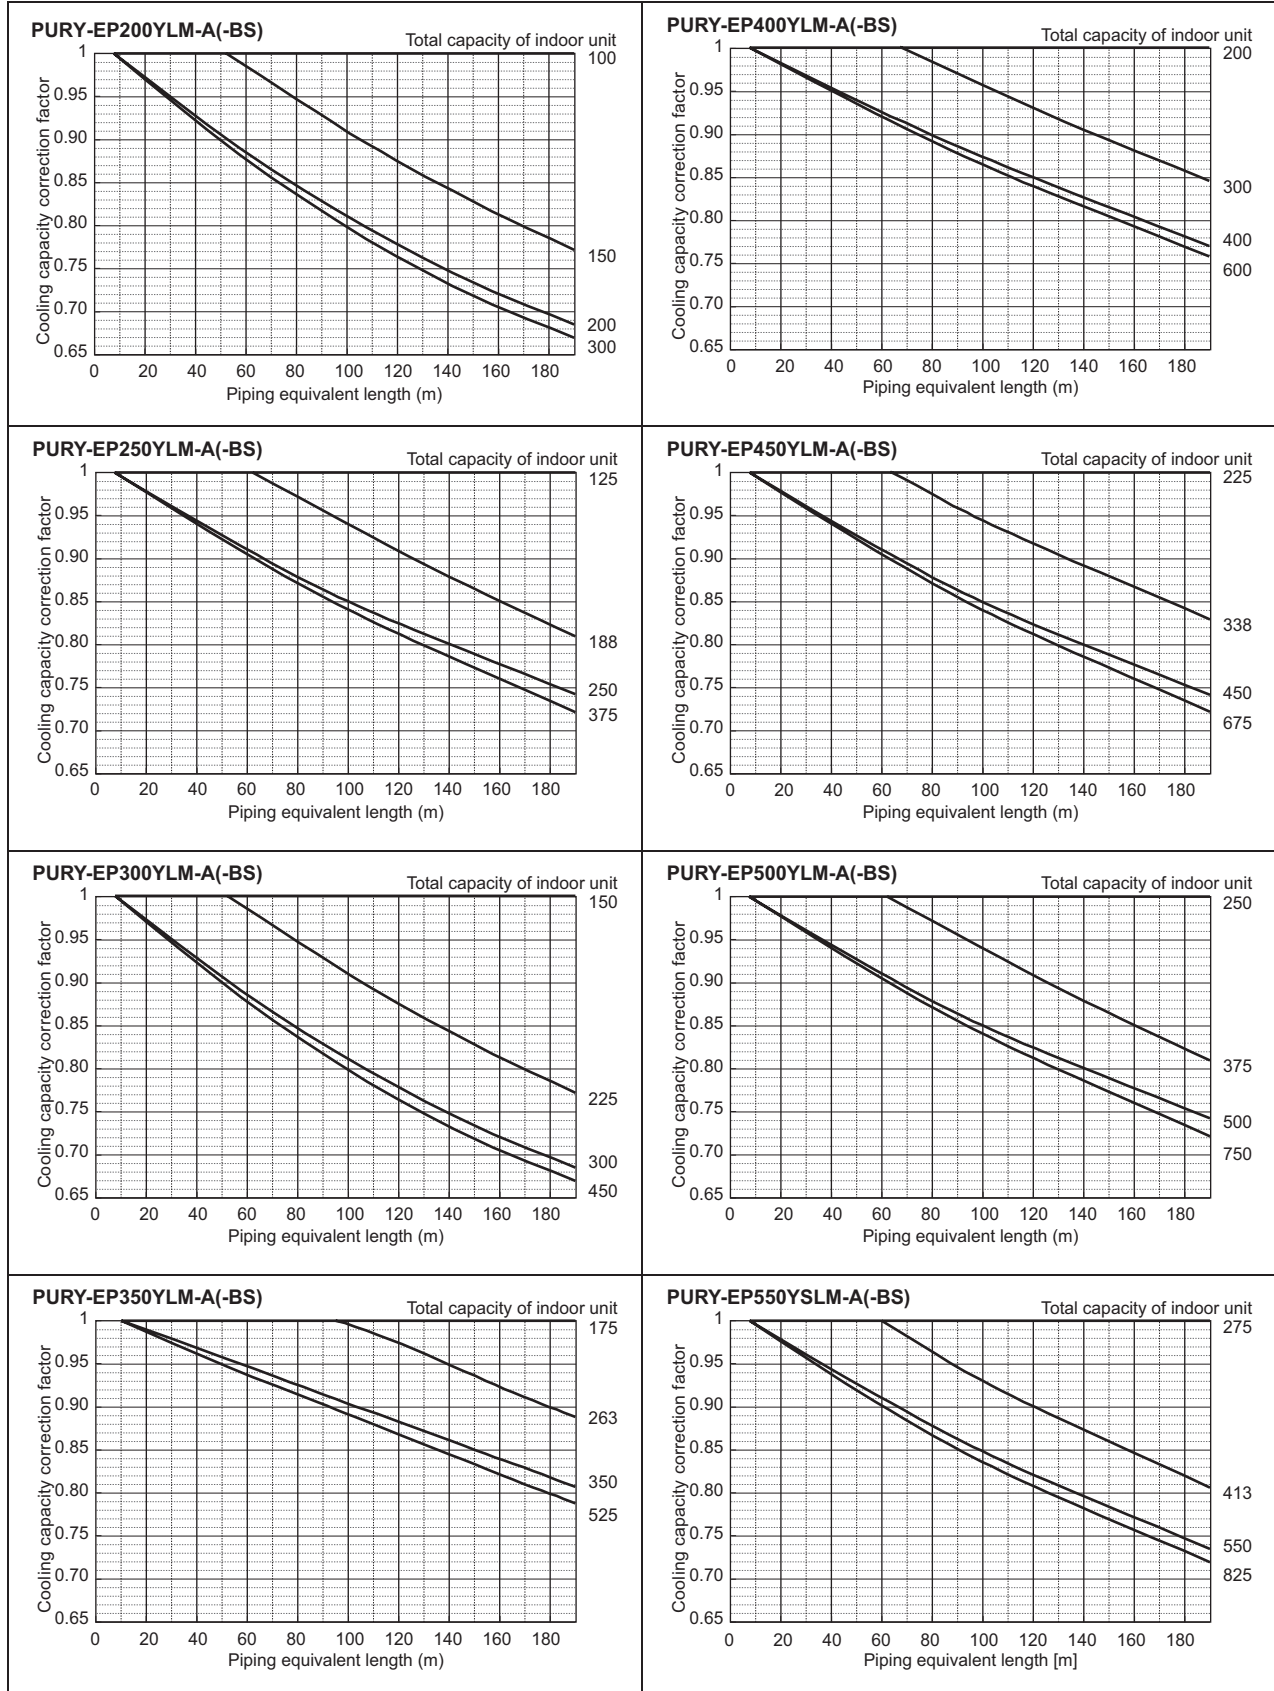 PURY-EP200YLM-A(-BS)
Total capacity of indoor unit
Cooling capacity correction factor
1
0.95
0.90
0.85
0.80
0.75
0.70
0.65
100
150
200
300
0 20 40 60 80 100 120 140 160 180
Piping equivalent length (m)
PURY-EP400YLM-A(-BS)
Total capacity of indoor unit
Cooling capacity correction factor
1
0.95
0.90
0.85
0.80
0.75
0.70
0.65
200
300
400
600
0 20 40 60 80 100 120 140 160 180
Piping equivalent length (m)
PURY-EP250YLM-A(-BS)
Total capacity of indoor unit
Cooling capacity correction factor
1
0.95
0.90
0.85
0.80
0.75
0.70
0.65
125
188
250
375
0 20 40 60 80 100 120 140 160 180
Piping equivalent length (m)
PURY-EP450YLM-A(-BS)
Total capacity of indoor unit
Cooling capacity correction factor
1
0.95
0.90
0.85
0.80
0.75
0.70
0.65
225
338
450
675
0 20 40 60 80 100 120 140 160 180
Piping equivalent length (m)
PURY-EP300YLM-A(-BS)
Total capacity of indoor unit
Cooling capacity correction factor
1
0.95
0.90
0.85
0.80
0.75
0.70
0.65
150
225
300
450
0 20 40 60 80 100 120 140 160 180
Piping equivalent length (m)
PURY-EP500YLM-A(-BS)
Total capacity of indoor unit
Cooling capacity correction factor
1
0.95
0.90
0.85
0.80
0.75
0.70
0.65
250
375
500
750
0 20 40 60 80 100 120 140 160 180
Piping equivalent length (m)
PURY-EP350YLM-A(-BS)
Total capacity of indoor unit
Cooling capacity correction factor
1
0.95
0.90
0.85
0.80
0.75
0.70
0.65
175
263
350
525
0 20 40 60 80 100 120 140 160 180
Piping equivalent length (m)
PURY-EP550YSLM-A(-BS)
Total capacity of indoor unit
Cooling capacity correction factor
1
0.95
0.90
0.85
0.80
0.75
0.70
0.65
275
413
550
825
0 20 40 60 80 100 120 140 160 180
Piping equivalent length [m]